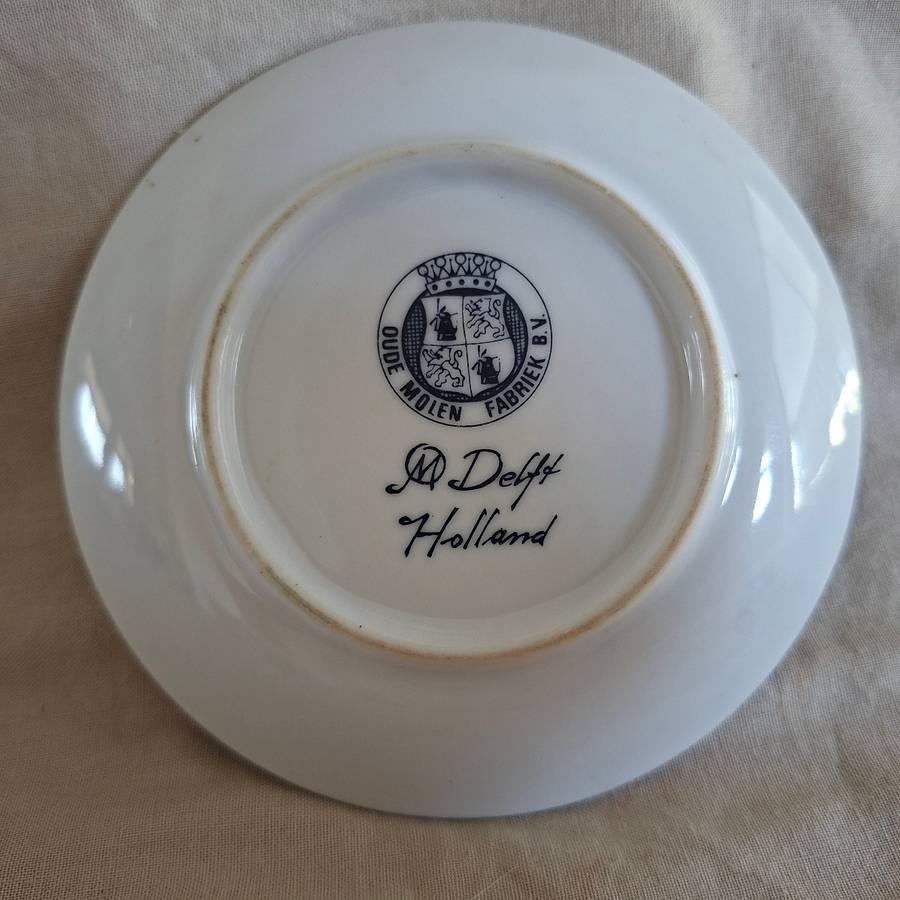 OUDE MOLEN FABRIEK B.V.
OM Delft
Holland